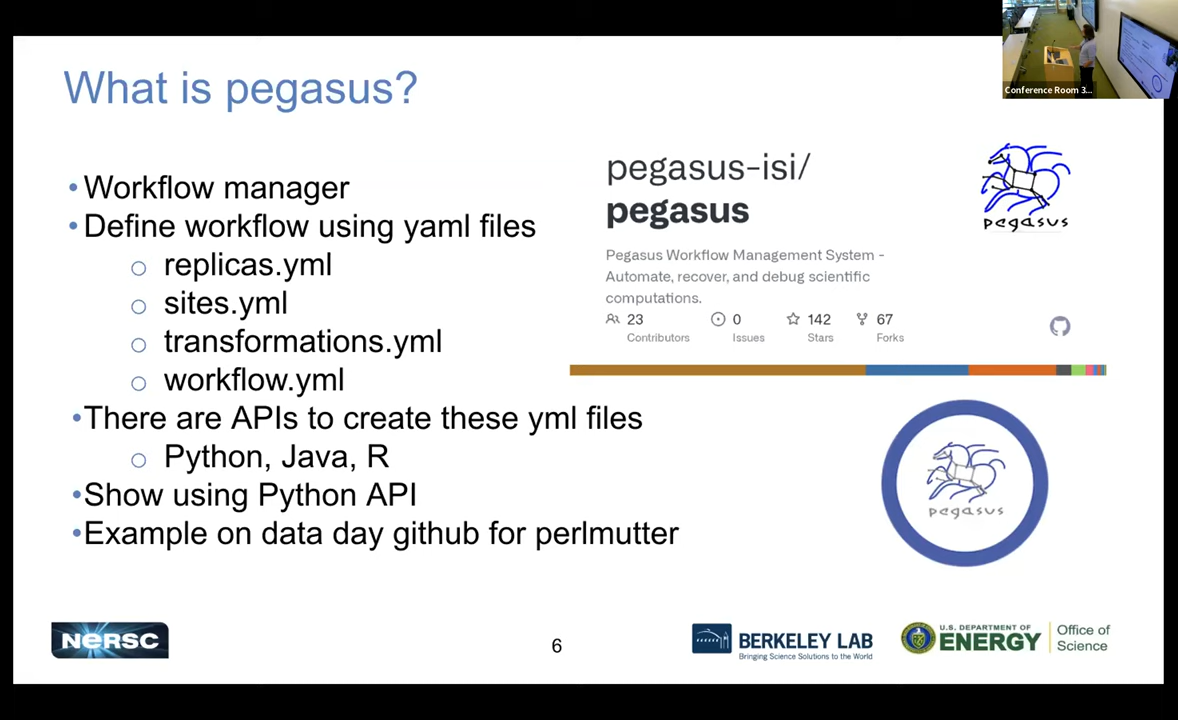 Conference Room 3...
What is pegasus?
• Workflow manager
• Define workflow using yaml files
○ replicas.yml
○ sites.yml
○ transformations.yml
○ workflow.yml
• There are APIs to create these yml files
○ Python, Java, R
• Show using Python API
• Example on data day github for perlmutter
pegasus-isi/
pegasus
Pegasus Workflow Management System -
Automate, recover, and debug scientific
computations.
23 0 142 67
Contributors Issues Stars Forks
pegasus
pegasus
NERSC
6
BERKELEY LAB
Bringing Science Solutions to the World
U.S. DEPARTMENT OF
ENERGY
Office of
Science